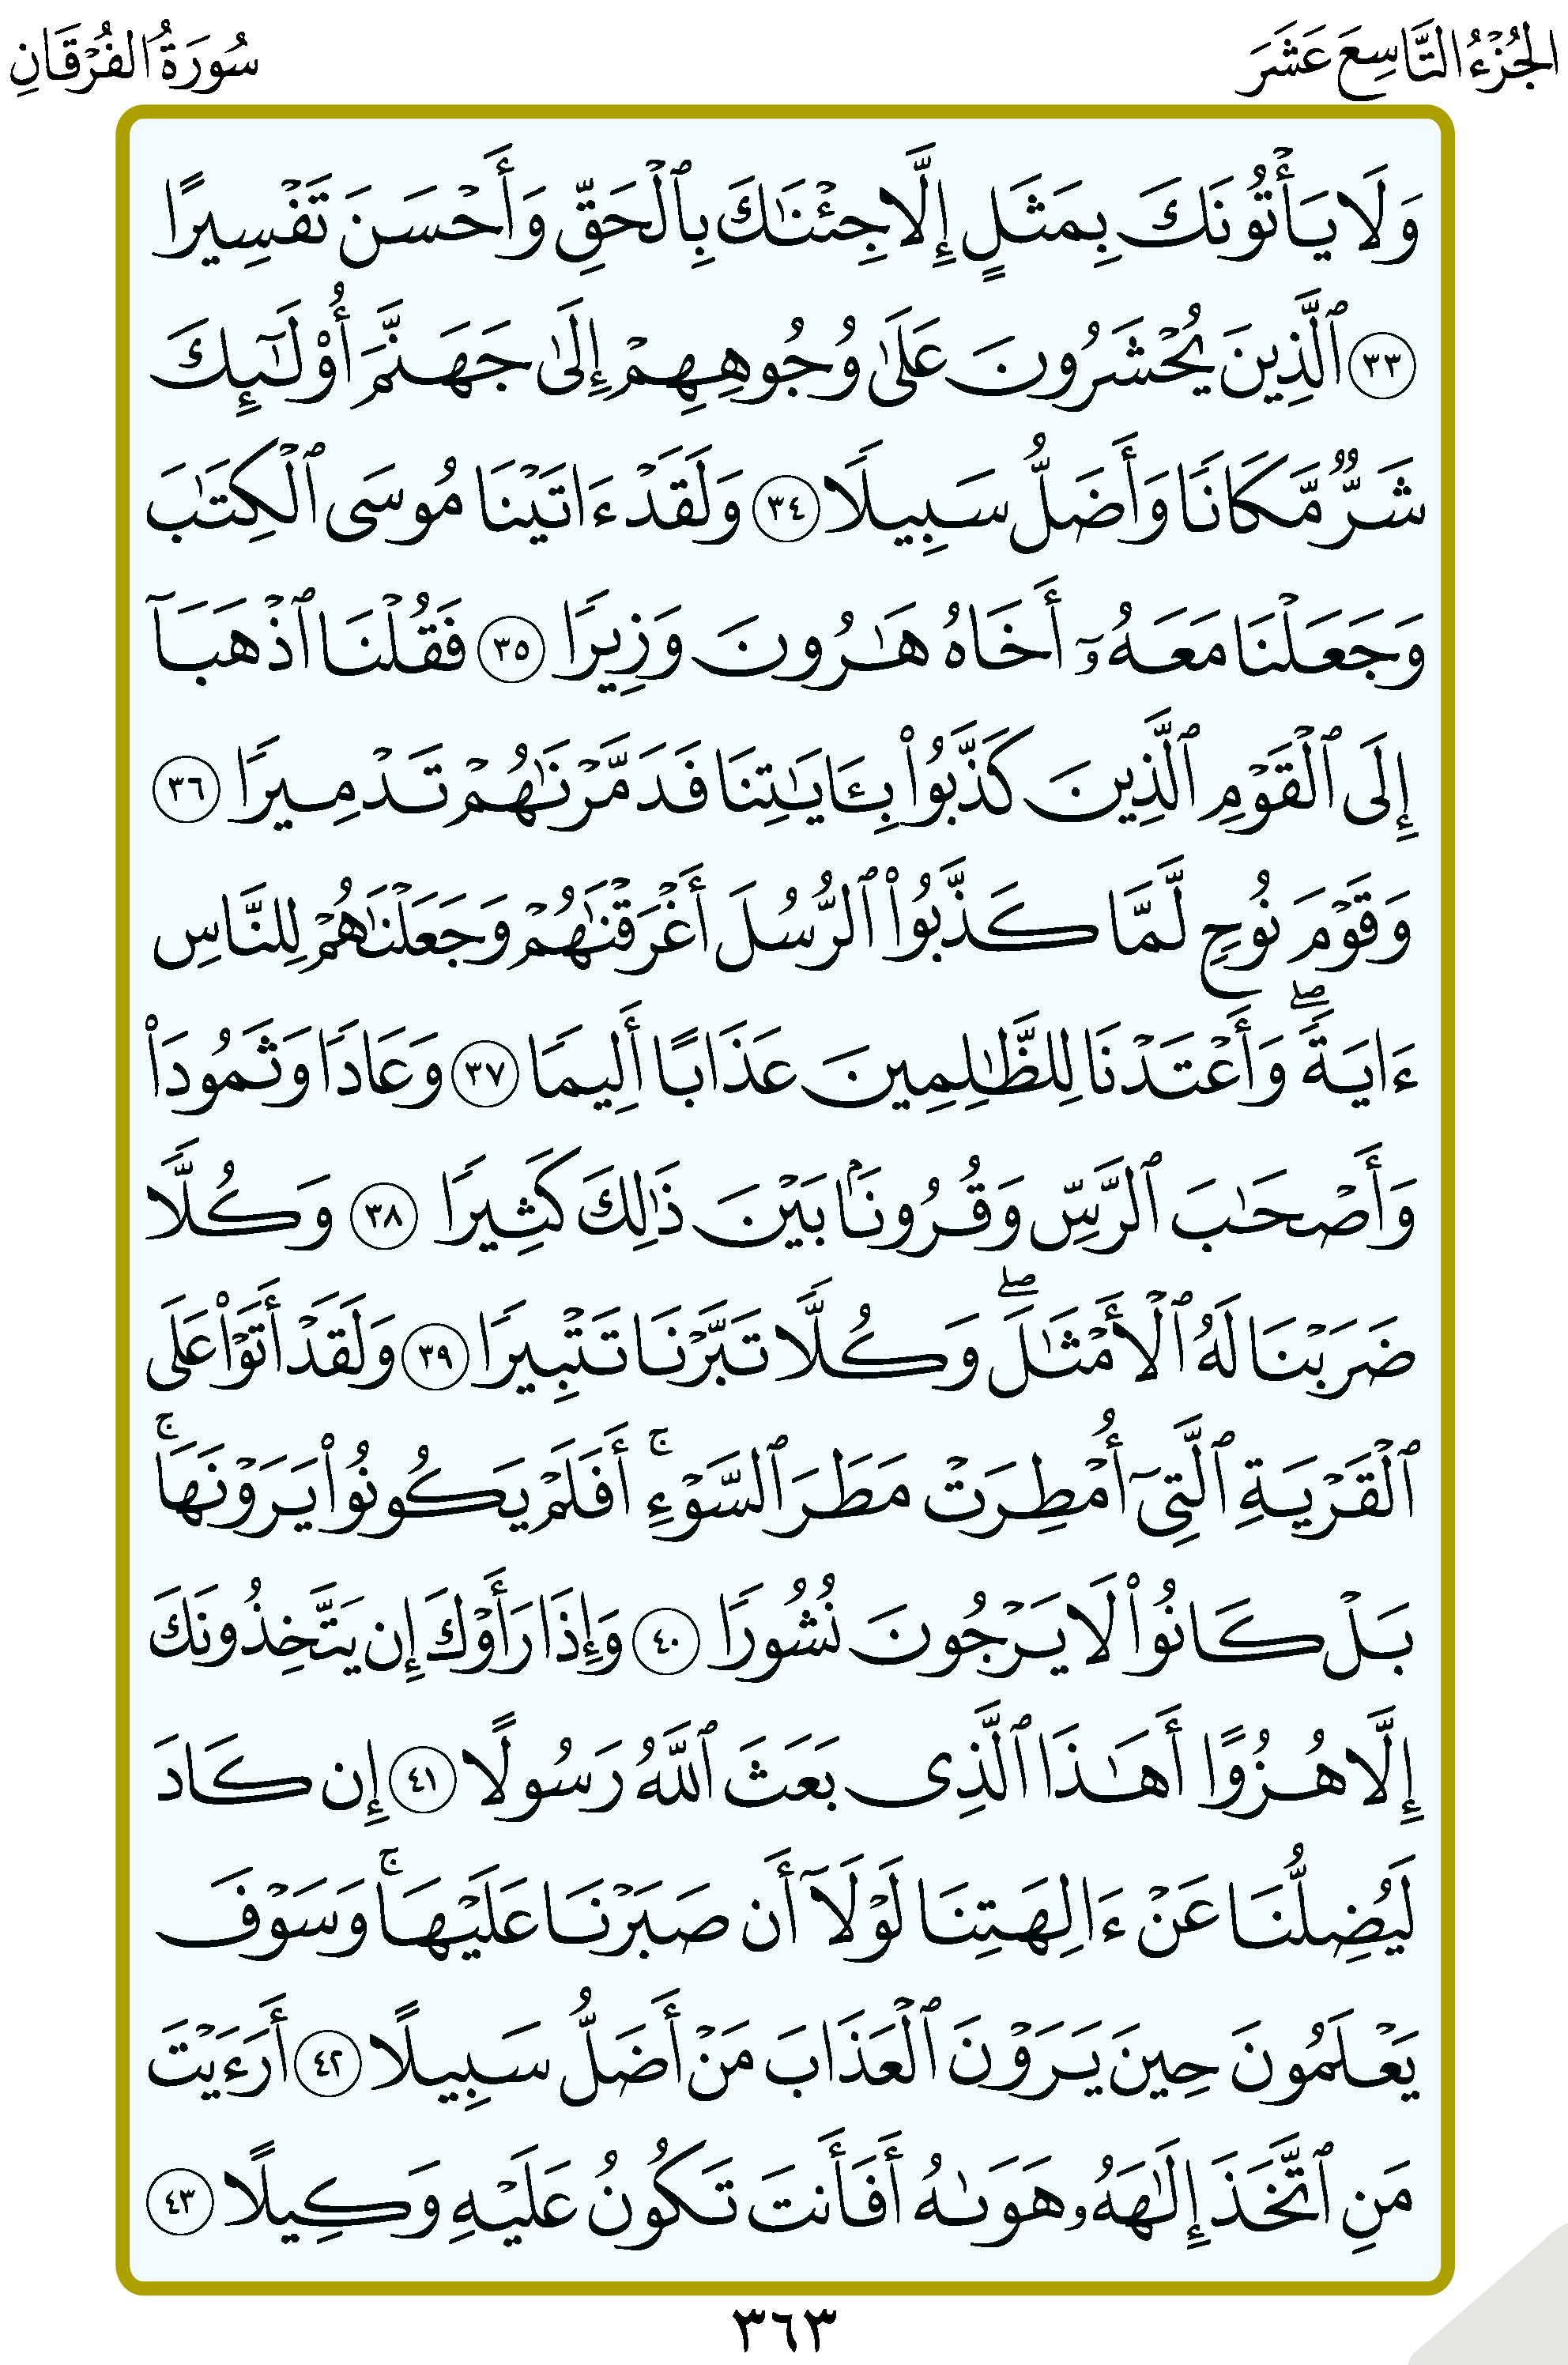 الجُزْءُ التَّاسِعَ عَشَرَ
سُورَةُ الفُرْقَانِ
وَلَا يَأْتُونَكَ بِمَثَلٍ إِلَّا جِئْنَٰكَ بِٱلْحَقِّ وَأَحْسَنَ تَفْسِيرًا
٣٣ ٱلَّذِينَ يُحْشَرُونَ عَلَىٰ وُجُوهِهِمْ إِلَىٰ جَهَنَّمَ أُوْلَٰٓئِكَ
شَرٌّ مَّكَانًا وَأَضَلُّ سَبِيلًا ٣٤ وَلَقَدْ ءَاتَيْنَا مُوسَى ٱلْكِتَٰبَ
وَجَعَلْنَا مَعَهُۥٓ أَخَاهُ هَٰرُونَ وَزِيرًا ٣٥ فَقُلْنَا ٱذْهَبَآ
إِلَى ٱلْقَوْمِ ٱلَّذِينَ كَذَّبُوا۟ بِـَٔايَٰتِنَا فَدَمَّرْنَٰهُمْ تَدْمِيرًا ٣٦
وَقَوْمَ نُوحٍ لَّمَّا كَذَّبُوا۟ ٱلرُّسُلَ أَغْرَقْنَٰهُمْ وَجَعَلْنَٰهُمْ لِلنَّاسِ
ءَايَةً ۖ وَأَعْتَدْنَا لِلظَّٰلِمِينَ عَذَابًا أَلِيمًا ٣٧ وَعَادًا وَثَمُودَا۟
وَأَصْحَٰبَ ٱلرَّسِّ وَقُرُونًۢا بَيْنَ ذَٰلِكَ كَثِيرًا ٣٨ وَكُلًّا
ضَرَبْنَا لَهُ ٱلْأَمْثَٰلَ ۖ وَكُلًّا تَبَّرْنَا تَتْبِيرًا ٣٩ وَلَقَدْ أَتَوْا۟ عَلَى
ٱلْقَرْيَةِ ٱلَّتِىٓ أُمْطِرَتْ مَطَرَ ٱلسَّوْءِ ۚ أَفَلَمْ يَكُونُوا۟ يَرَوْنَهَا ۚ
بَلْ كَانُوا۟ لَا يَرْجُونَ نُشُورًا ٤٠ وَإِذَا رَأَوْكَ إِن يَتَّخِذُونَكَ
إِلَّا هُزُوًا أَهَٰذَا ٱلَّذِى بَعَثَ ٱللَّهُ رَسُولًا ٤١ إِن كَادَ
لَيُضِلُّنَا عَنْ ءَالِهَتِنَا لَوْلَآ أَن صَبَرْنَا عَلَيْهَا ۚ وَسَوْفَ
يَعْلَمُونَ حِينَ يَرَوْنَ ٱلْعَذَابَ مَنْ أَضَلُّ سَبِيلًا ٤٢ أَرَءَيْتَ
مَنِ ٱتَّخَذَ إِلَٰهَهُۥ هَوَىٰهُ أَفَأَنتَ تَكُونُ عَلَيْهِ وَكِيلًا ٤٣
٣٦٣